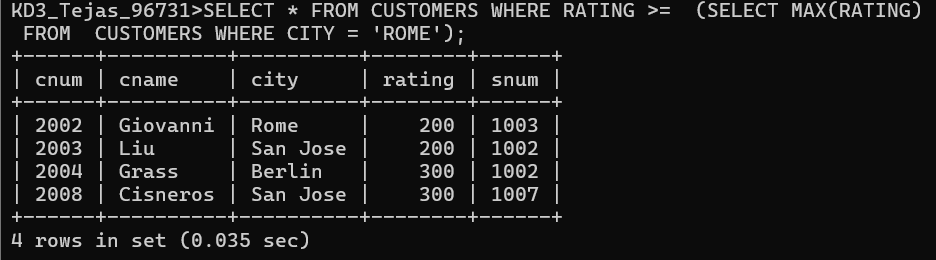 KD3_Tejas_96731>SELECT * FROM CUSTOMERS WHERE RATING >=  (SELECT MAX(RATING)
 FROM  CUSTOMERS WHERE CITY = 'ROME');
+------+----------+----------+--------+------+
| cnum | cname    | city     | rating | snum |
+------+----------+----------+--------+------+
| 2002 | Giovanni | Rome     |    200 | 1003 |
| 2003 | Liu      | San Jose |    200 | 1002 |
| 2004 | Grass    | Berlin   |    300 | 1002 |
| 2008 | Cisneros | San Jose |    300 | 1007 |
+------+----------+----------+--------+------+
4 rows in set (0.035 sec)